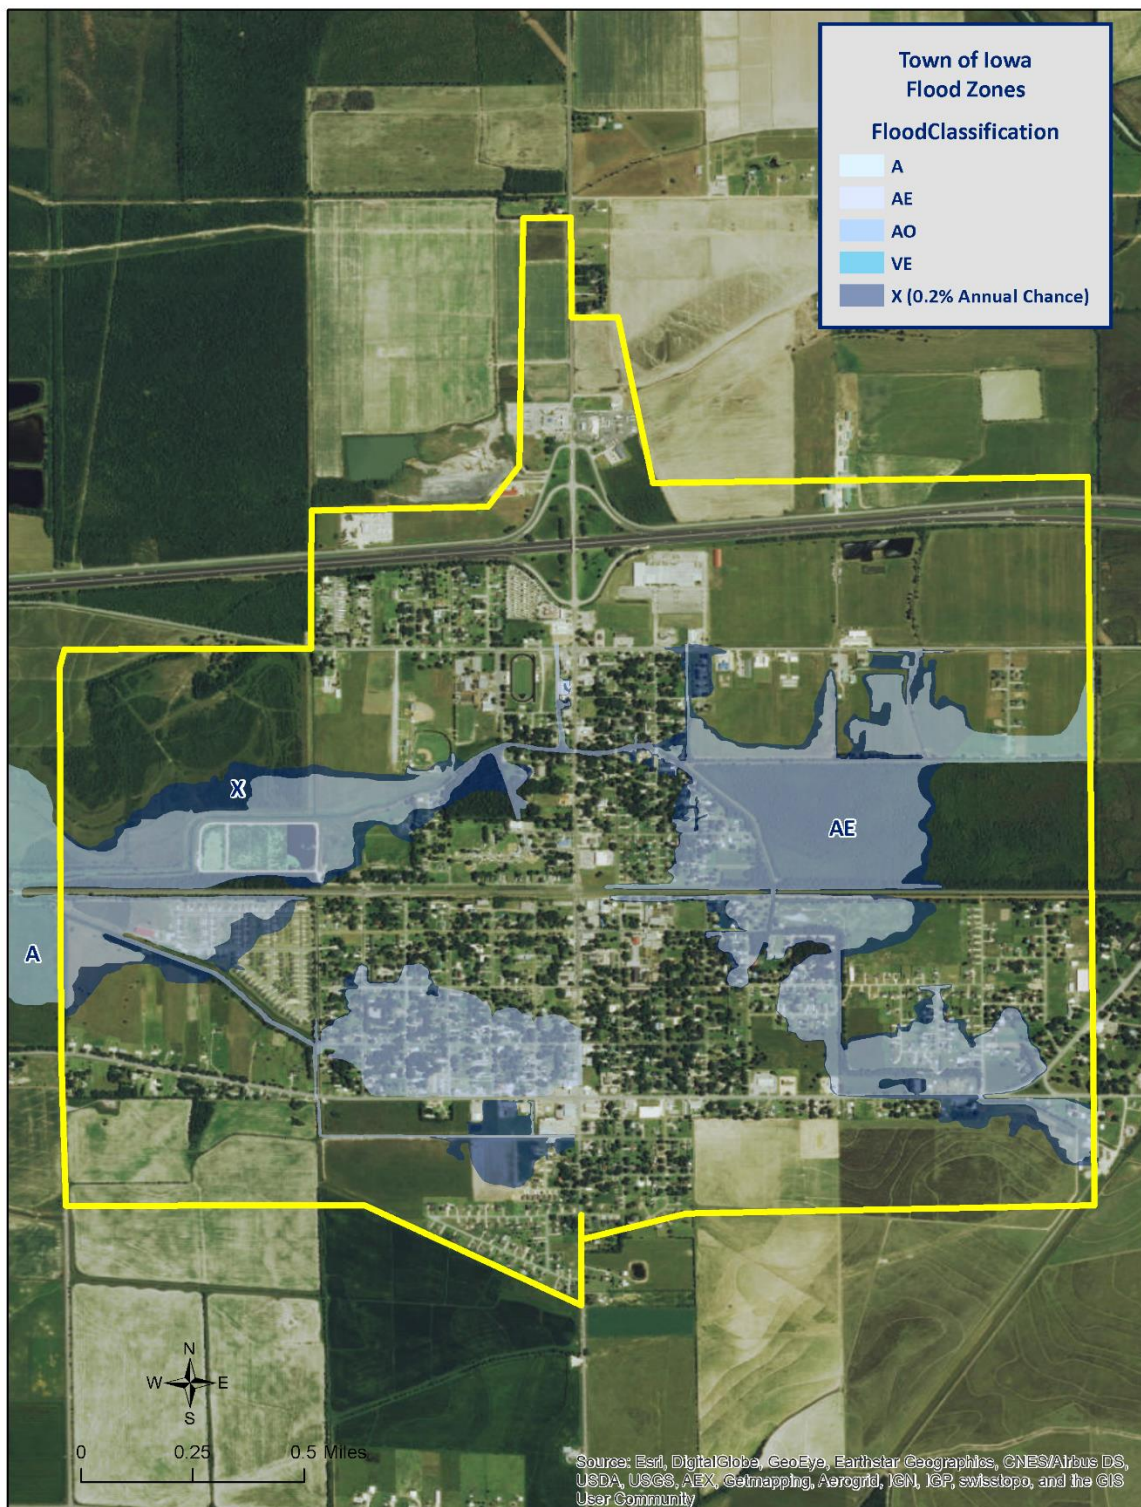 Town of Iowa
Flood Zones
FloodClassification
A
AE
AO
VE
X (0.2% Annual Chance)
X
AE
A
N
W E
S
0 0.25 0.5 Miles
Source: Esri, DigitalGlobe, GeoEye, Earthstar Geographics, CNES/Airbus DS,
USDA, USGS, AEX, Getmapping, Aerogrid, IGN, IGP, swisstopo, and the GIS
User Community